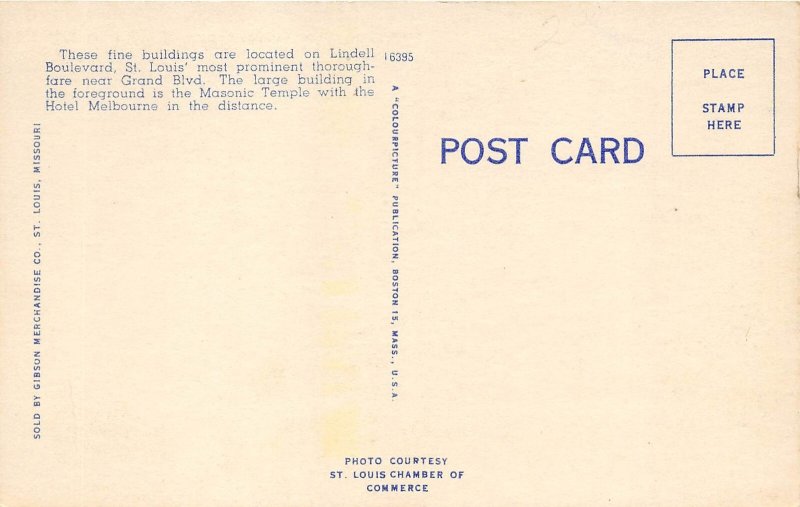 These fine buildings are located on Lindell
Boulevard, St. Louis' most prominent thorough-
fare near Grand Blvd. The large building in
the foreground is the Masonic Temple with the
Hotel Melbourne in the distance.
SOLD BY GIBSON MERCHANDISE CO., ST. LOUIS, MISSOURI
16395
A "COLOURPICTURE" PUBLICATION, BOSTON 15, MASS., U.S.A.
POST CARD
PLACE
STAMP
HERE
PHOTO COURTESY
ST. LOUIS CHAMBER OF
COMMERCE